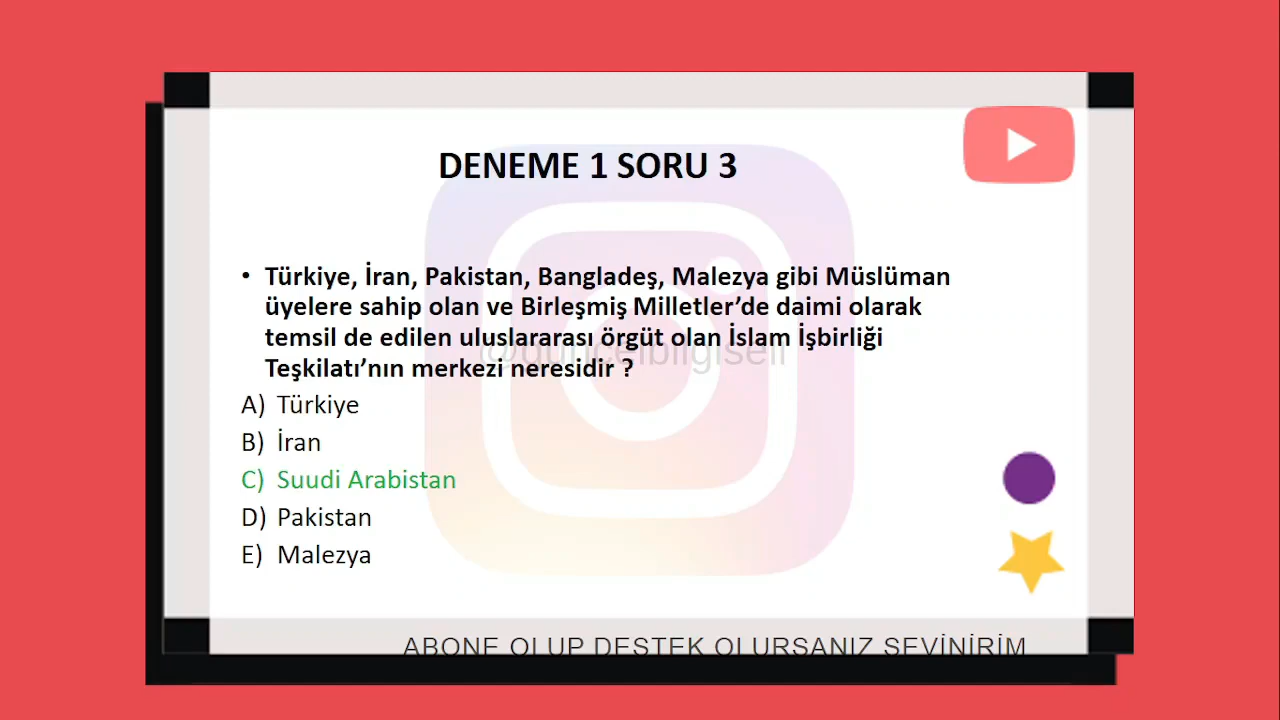 DENEME 1 SORU 3
• Türkiye, İran, Pakistan, Bangladeş, Malezya gibi Müslüman
üyelere sahip olan ve Birleşmiş Milletler’de daimi olarak
temsil de edilen uluslararası örgüt olan İslam İşbirliği
@guncelbilgiseli
Teşkilatı’nın merkezi neresidir ?
A) Türkiye
B) İran
C) Suudi Arabistan
D) Pakistan
E) Malezya
ABONE OLUP DESTEK OLURSANIZ SEVİNİRİM